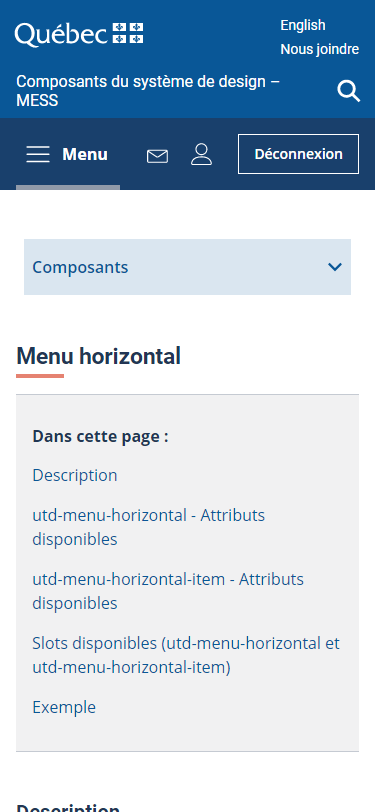 Québec
English
Nous joindre
Composants du système de design –
MESS
Menu
Déconnexion
Composants
Menu horizontal
Dans cette page :
Description
utd-menu-horizontal - Attributs
disponibles
utd-menu-horizontal-item - Attributs
disponibles
Slots disponibles (utd-menu-horizontal et
utd-menu-horizontal-item)
Exemple
Description